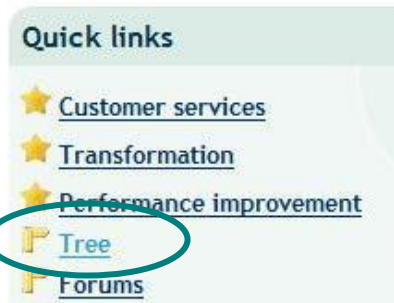 Quick links
Customer services
Transformation
Performance improvement
Tree
Forums